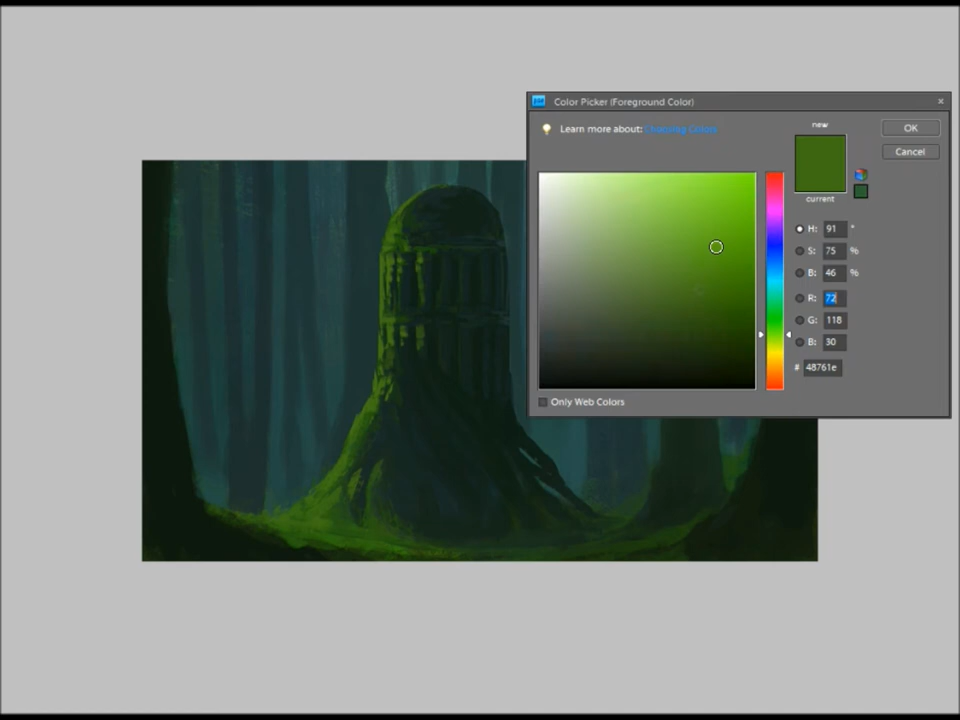 Color Picker (Foreground Color)
Learn more about: Choosing Colors
new
OK
Cancel
current
H: 91 °
S: 75 %
B: 46 %
R: 72
G: 118
B: 30
# 48761e
Only Web Colors